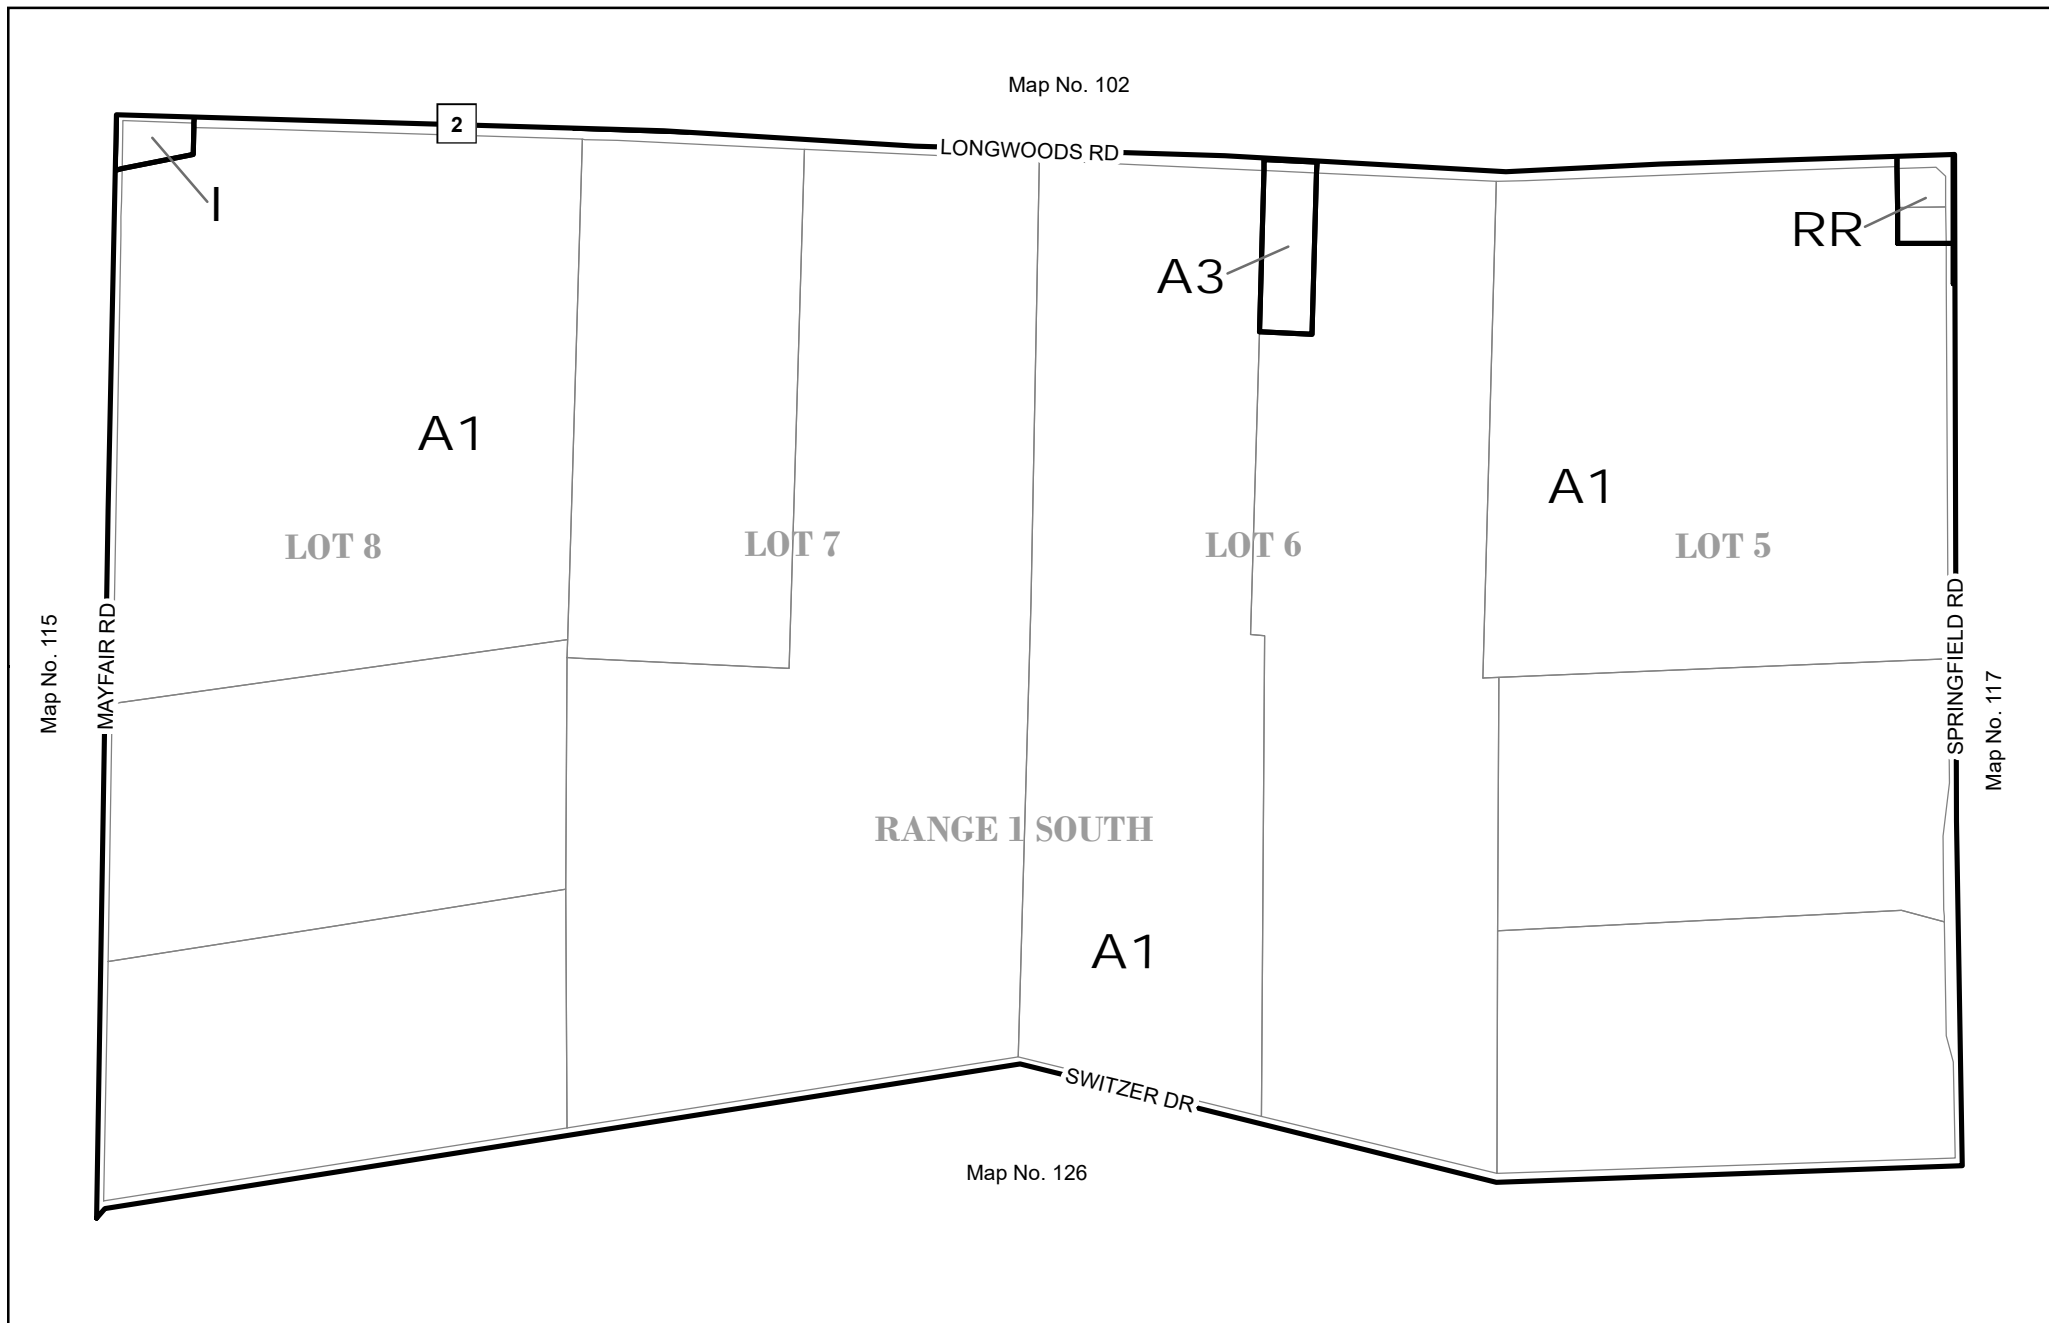 Map No. 102
2
LONGWOODS RD
I
RR
A3
A1
A1
LOT 8
LOT 7
LOT 6
LOT 5
Map No. 115
MAYFAIR RD
SPRINGFIELD RD
Map No. 117
RANGE 1 SOUTH
A1
SWITZER DR
Map No. 126